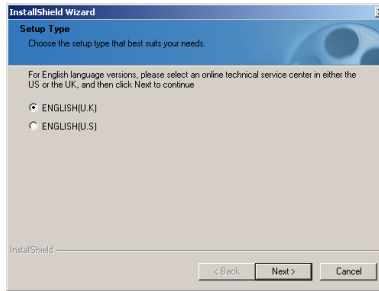 InstallShield Wizard
Setup Type
Choose the setup type that best suits your needs.
For English language versions, please select an online technical service center in either the
US or the UK, and then click Next to continue
ENGLISH(U.K)
ENGLISH(U.S)
InstallShield
< Back Next > Cancel